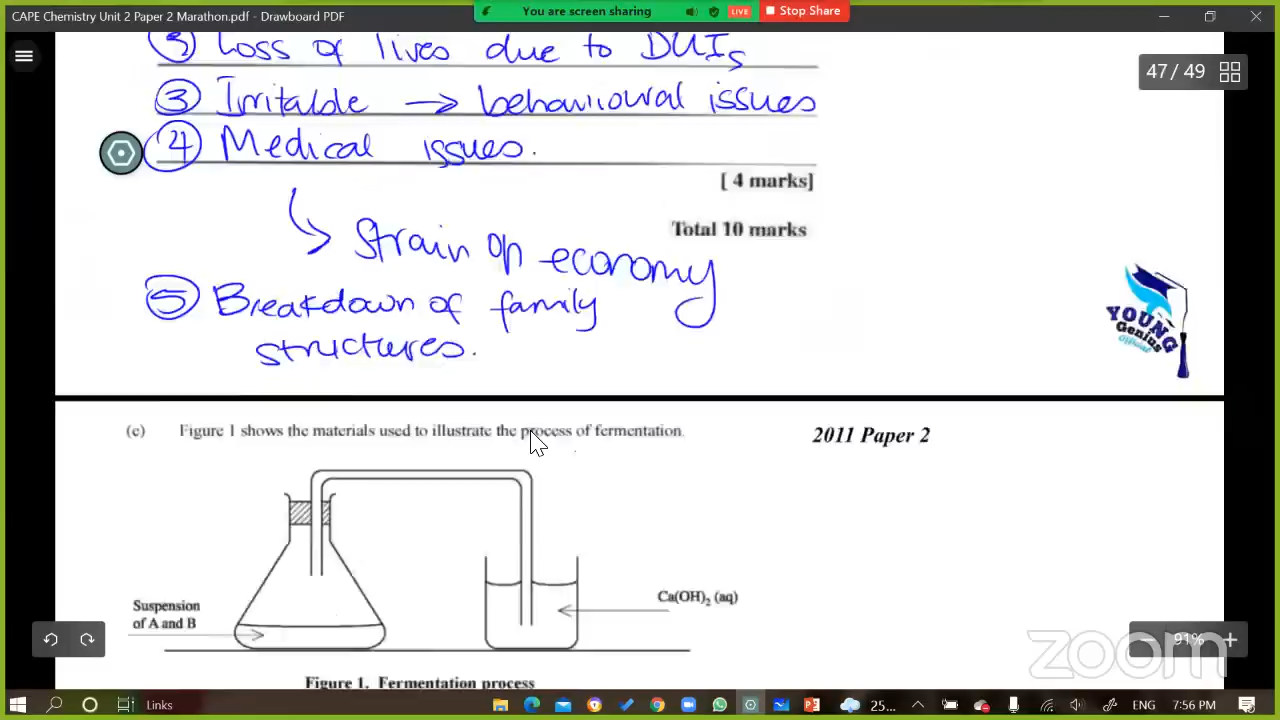 CAPE Chemistry Unit 2 Paper 2 Marathon.pdf - Drawboard PDF
You are screen sharing
LIVE
Stop Share
47 / 49
Loss of lives due to DUIs
③ Irritable → behavioural issues
④ Medical issues.
[ 4 marks]
Total 10 marks
↳ Strain on economy
⑤ Breakdown of family
structures.
YOUNG
Genius
Official
(c) Figure 1 shows the materials used to illustrate the process of fermentation.
2011 Paper 2
Suspension
of A and B
Ca(OH)₂ (aq)
Figure 1. Fermentation process
91%
zoom
Links
25...
ENG
7:56 PM